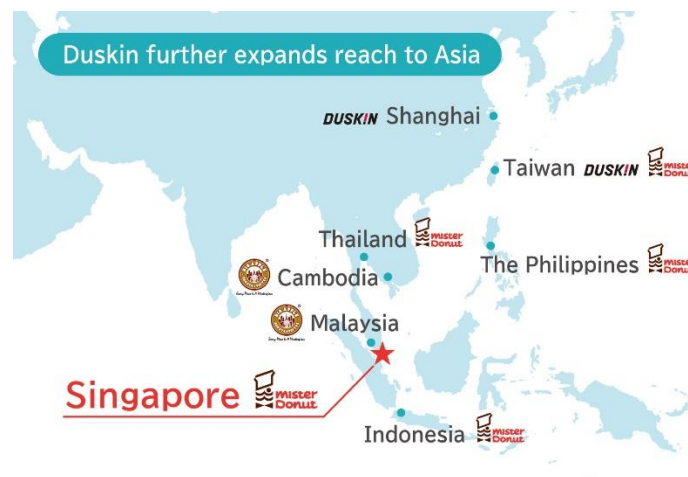 Duskin further expands reach to Asia
DUSKIN Shanghai
Taiwan DUSKIN mister Donut
Thailand mister Donut
The Philippines mister Donut
Cambodia
Malaysia
Singapore mister Donut
Indonesia mister Donut